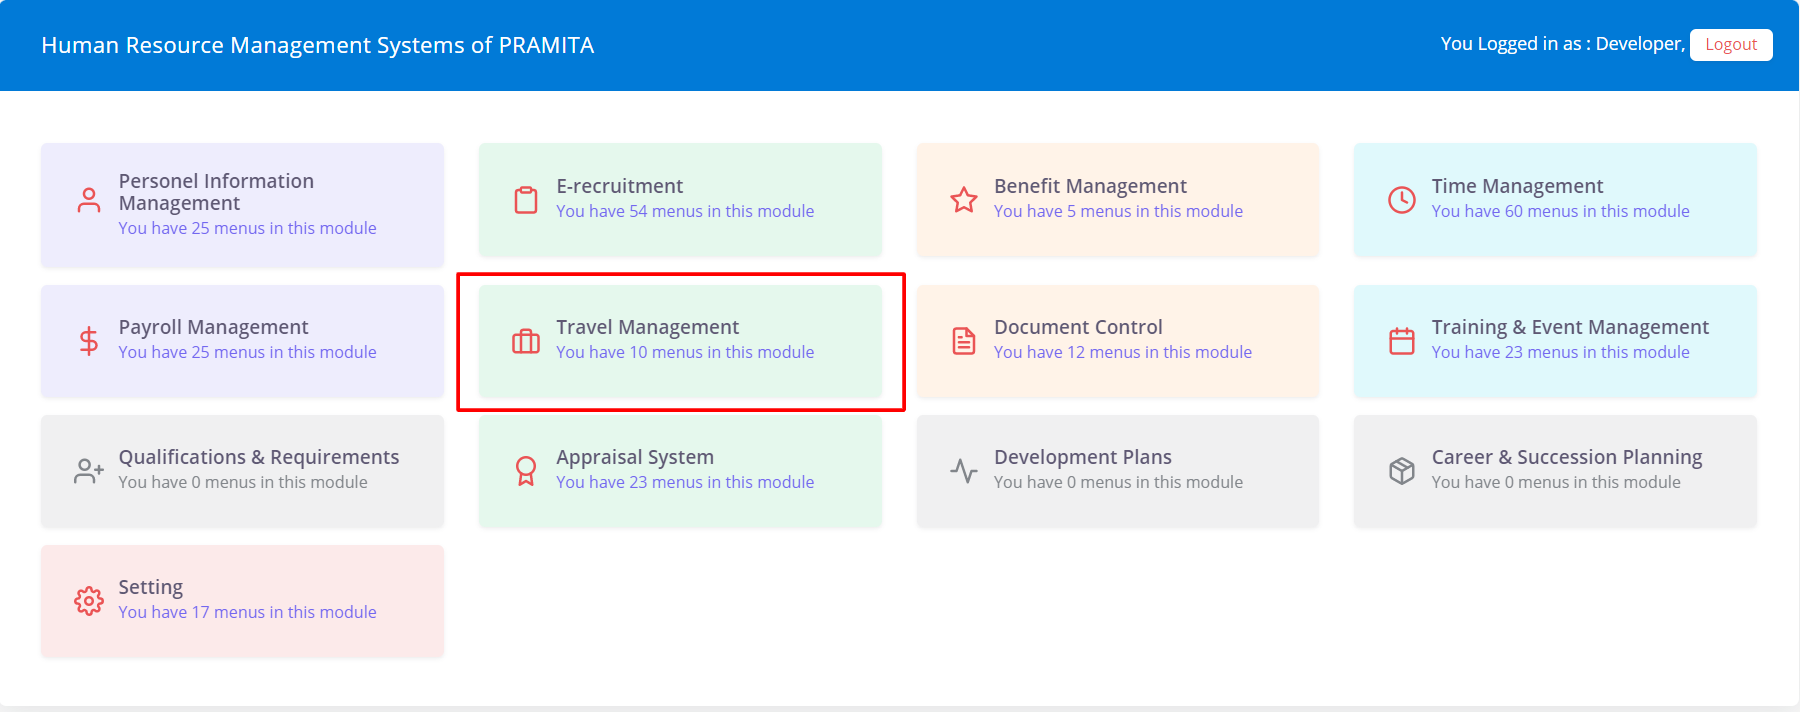 Human Resource Management Systems of PRAMITA
You Logged in as : Developer, Logout
Personel Information
Management
You have 25 menus in this module
E-recruitment
You have 54 menus in this module
Benefit Management
You have 5 menus in this module
Time Management
You have 60 menus in this module
Payroll Management
You have 25 menus in this module
Travel Management
You have 10 menus in this module
Document Control
You have 12 menus in this module
Training & Event Management
You have 23 menus in this module
Qualifications & Requirements
You have 0 menus in this module
Appraisal System
You have 23 menus in this module
Development Plans
You have 0 menus in this module
Career & Succession Planning
You have 0 menus in this module
Setting
You have 17 menus in this module